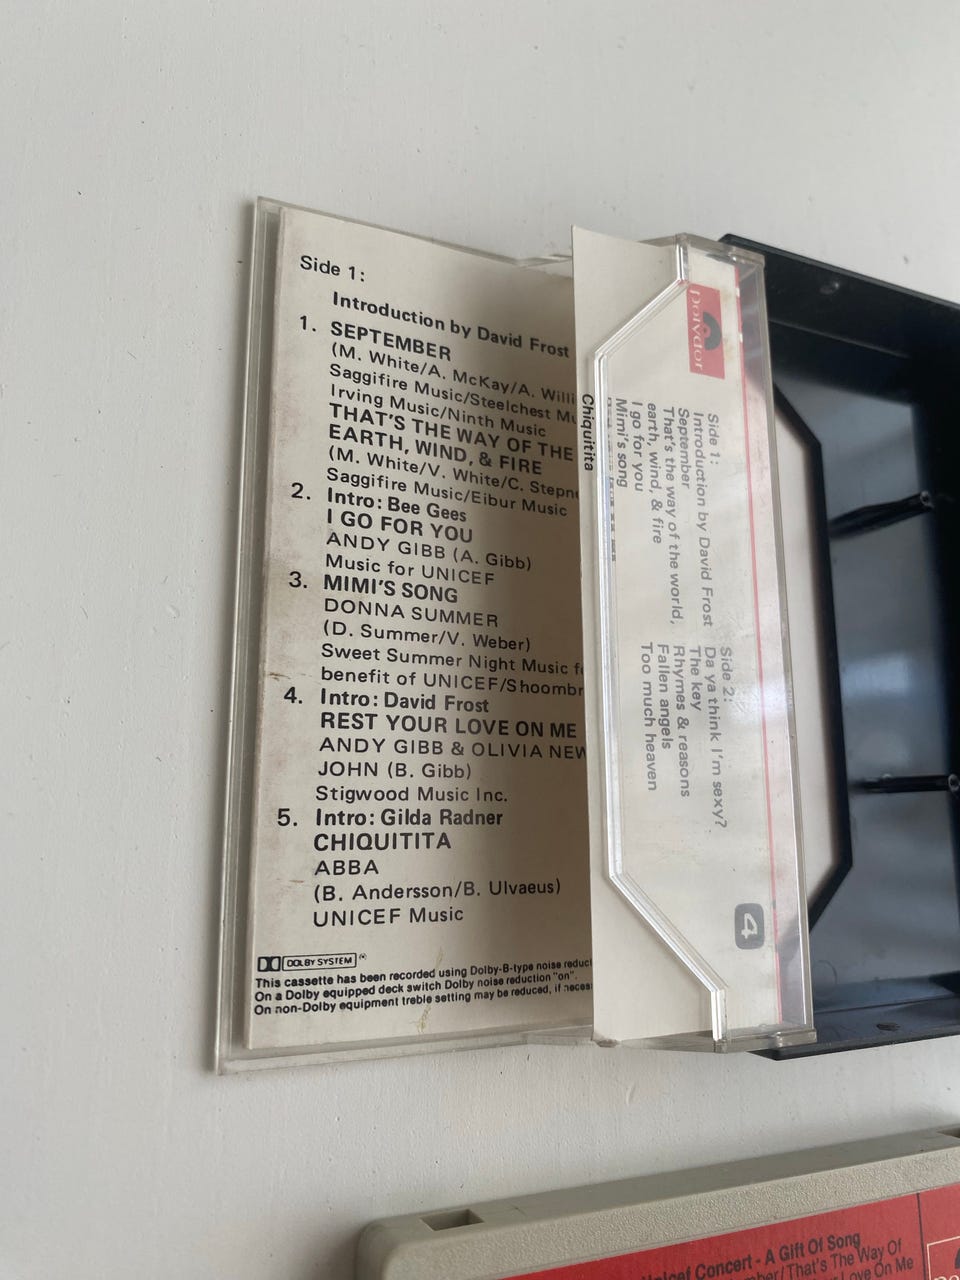 Side 1:
Introduction by David Frost
1. SEPTEMBER
(M. White/A. McKay/A. Willi
Saggifire Music/Steelchest Mu
Irving Music/Ninth Music
THAT'S THE WAY OF THE
EARTH, WIND, & FIRE
(M. White/V. White/C. Stepne
Saggifire Music/Eibur Music
2. Intro: Bee Gees
I GO FOR YOU
ANDY GIBB (A. Gibb)
Music for UNICEF
3. MIMI'S SONG
DONNA SUMMER
(D. Summer/V. Weber)
Sweet Summer Night Music fo
benefit of UNICEF/Shoombr
4. Intro: David Frost
REST YOUR LOVE ON ME
ANDY GIBB & OLIVIA NEW
JOHN (B. Gibb)
Stigwood Music Inc.
5. Intro: Gilda Radner
CHIQUITITA
ABBA
(B. Andersson/B. Ulvaeus)
UNICEF Music
DOLBY SYSTEM
This cassette has been recorded using Dolby-B-type noise reduct
On a Dolby equipped deck switch Dolby noise reduction "on".
On non-Dolby equipment treble setting may be reduced, if neces
polydor
Side 1:
Introduction by David Frost
September
That's the way of the world,
earth, wind, & fire
I go for you
Mimi's song
Chiquitita
Side 2:
Da ya think I'm sexy?
The key
Rhymes & reasons
Fallen angels
Too much heaven
4
Unicef Concert - A Gift Of Song
mber/That's The Way Of
Love On Me